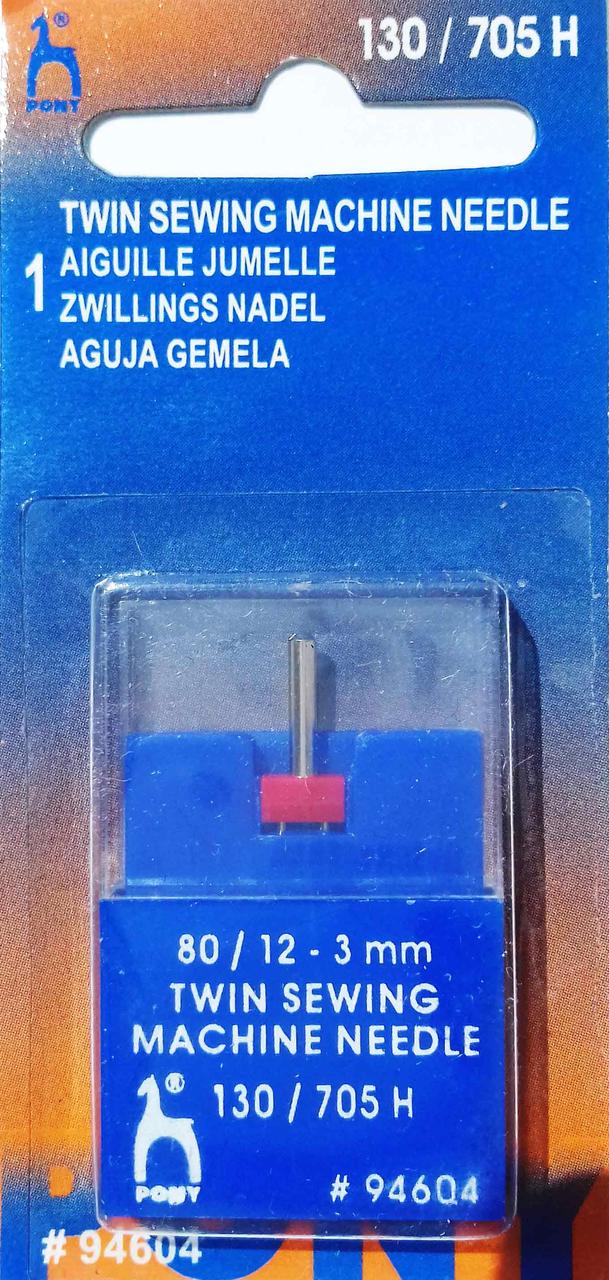 PONY
130 / 705 H
1
TWIN SEWING MACHINE NEEDLE
AIGUILLE JUMELLE
ZWILLINGS NADEL
AGUJA GEMELA
80 / 12 - 3 mm
TWIN SEWING
MACHINE NEEDLE
® 130 / 705 H
PONY
# 94604
# 94604
PONY